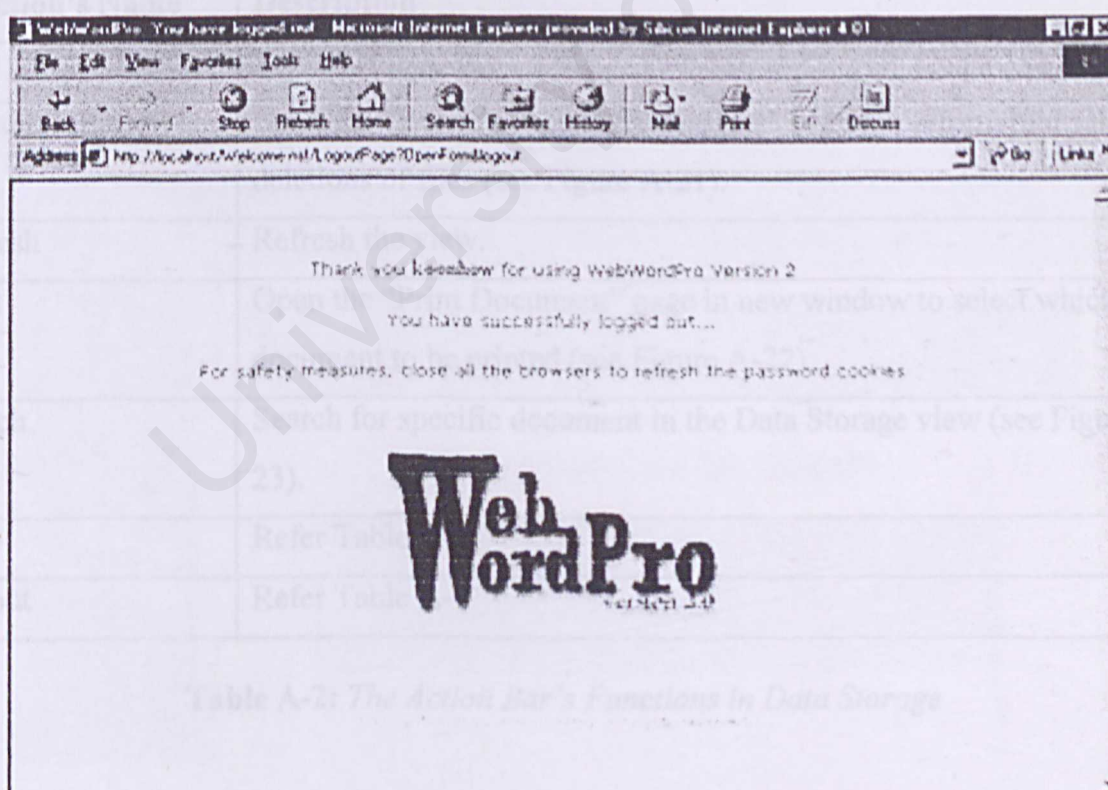 WebWordPro: You have logged out - Microsoft Internet Explorer provided by Silicon Internet Explorer 4.01
File Edit View Favorites Tools Help
Back Forward Stop Refresh Home Search Favorites History Mail Print Edit Discuss
Address http://localhost/Welcome.nsf/LogoutPage?OpenForm&logout Go Links
Refresh the view.
Thank you for using WebWordPro Version 2
Open the "Print Document" page in new window to select which
You have successfully logged out...
document to be printed (see Figure A-22)
For safety measures, close all the browsers to refresh the password cookies
Search for specific document in the Data Storage view (see
23).
Web
WordPro
Version 2.0
Refer Table
Refer Table
Table A-2: The Action Bar's Functions in Data Storage
University